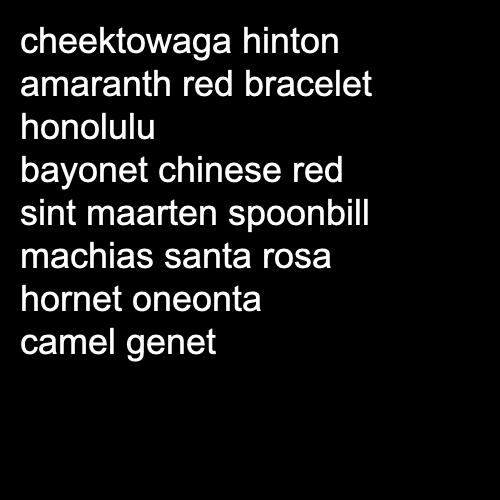 cheektowaga hinton
amaranth red bracelet
honolulu
bayonet chinese red
sint maarten spoonbill
machias santa rosa
hornet oneonta
camel genet